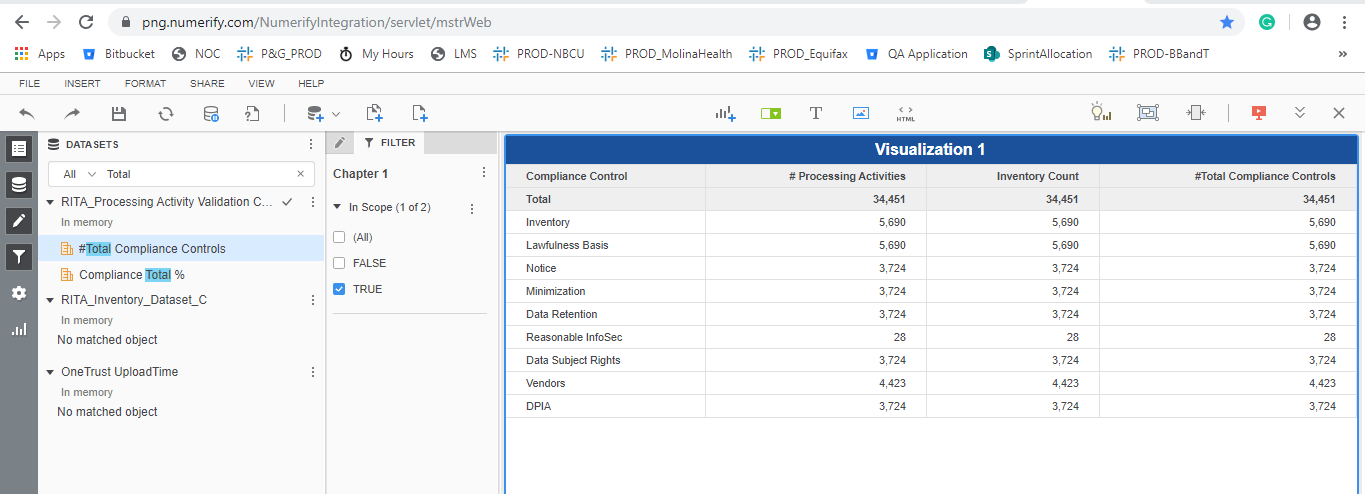 png.numerify.com/NumerifyIntegration/servlet/mstrWeb
Apps Bitbucket NOC P&G_PROD My Hours LMS PROD-NBCU PROD_MolinaHealth PROD_Equifax QA Application SprintAllocation PROD-BBandT »
FILE INSERT FORMAT SHARE VIEW HELP
T HTML
DATASETS
All Total ×
RITA_Processing Activity Validation C...
In memory
#Total Compliance Controls
Compliance Total %
RITA_Inventory_Dataset_C
In memory
No matched object
OneTrust UploadTime
In memory
No matched object
FILTER
Chapter 1
In Scope (1 of 2)
(All)
FALSE
TRUE
Visualization 1
Compliance Control # Processing Activities Inventory Count #Total Compliance Controls
Total 34,451 34,451 34,451
Inventory 5,690 5,690 5,690
Lawfulness Basis 5,690 5,690 5,690
Notice 3,724 3,724 3,724
Minimization 3,724 3,724 3,724
Data Retention 3,724 3,724 3,724
Reasonable InfoSec 28 28 28
Data Subject Rights 3,724 3,724 3,724
Vendors 4,423 4,423 4,423
DPIA 3,724 3,724 3,724